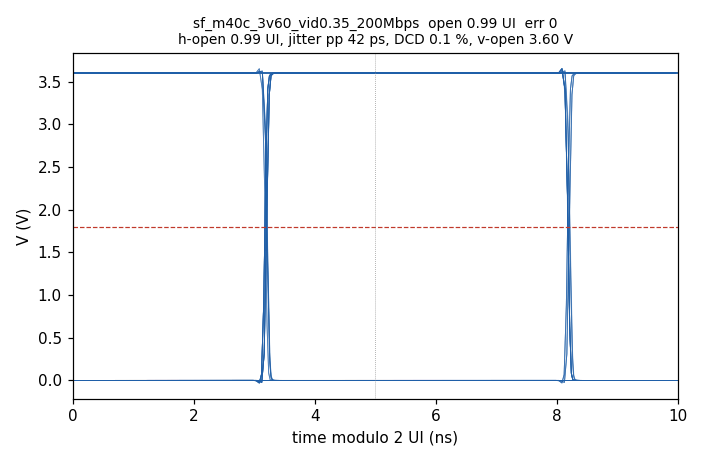 sf_m40c_3v60_vid0.35_200Mbps  open 0.99 UI  err 0
h-open 0.99 UI, jitter pp 42 ps, DCD 0.1 %, v-open 3.60 V
3.5
3.0
2.5
2.0
1.5
1.0
0.5
0.0
V (V)
0 2 4 6 8 10
time modulo 2 UI (ns)